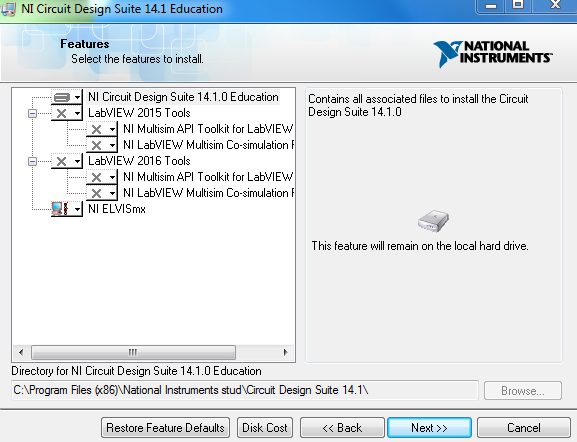 NI Circuit Design Suite 14.1 Education
Features
Select the features to install.
NATIONAL
INSTRUMENTS™
NI Circuit Design Suite 14.1.0 Education
LabVIEW 2015 Tools
NI Multisim API Toolkit for LabVIEW
NI LabVIEW Multisim Co-simulation
LabVIEW 2016 Tools
NI Multisim API Toolkit for LabVIEW
NI LabVIEW Multisim Co-simulation
NI ELVISmx
Contains all associated files to install the Circuit
Design Suite 14.1.0
This feature will remain on the local hard drive.
Directory for NI Circuit Design Suite 14.1.0 Education
C:\Program Files (x86)\National Instruments stud\Circuit Design Suite 14.1\
Browse...
Restore Feature Defaults
Disk Cost
<< Back
Next >>
Cancel